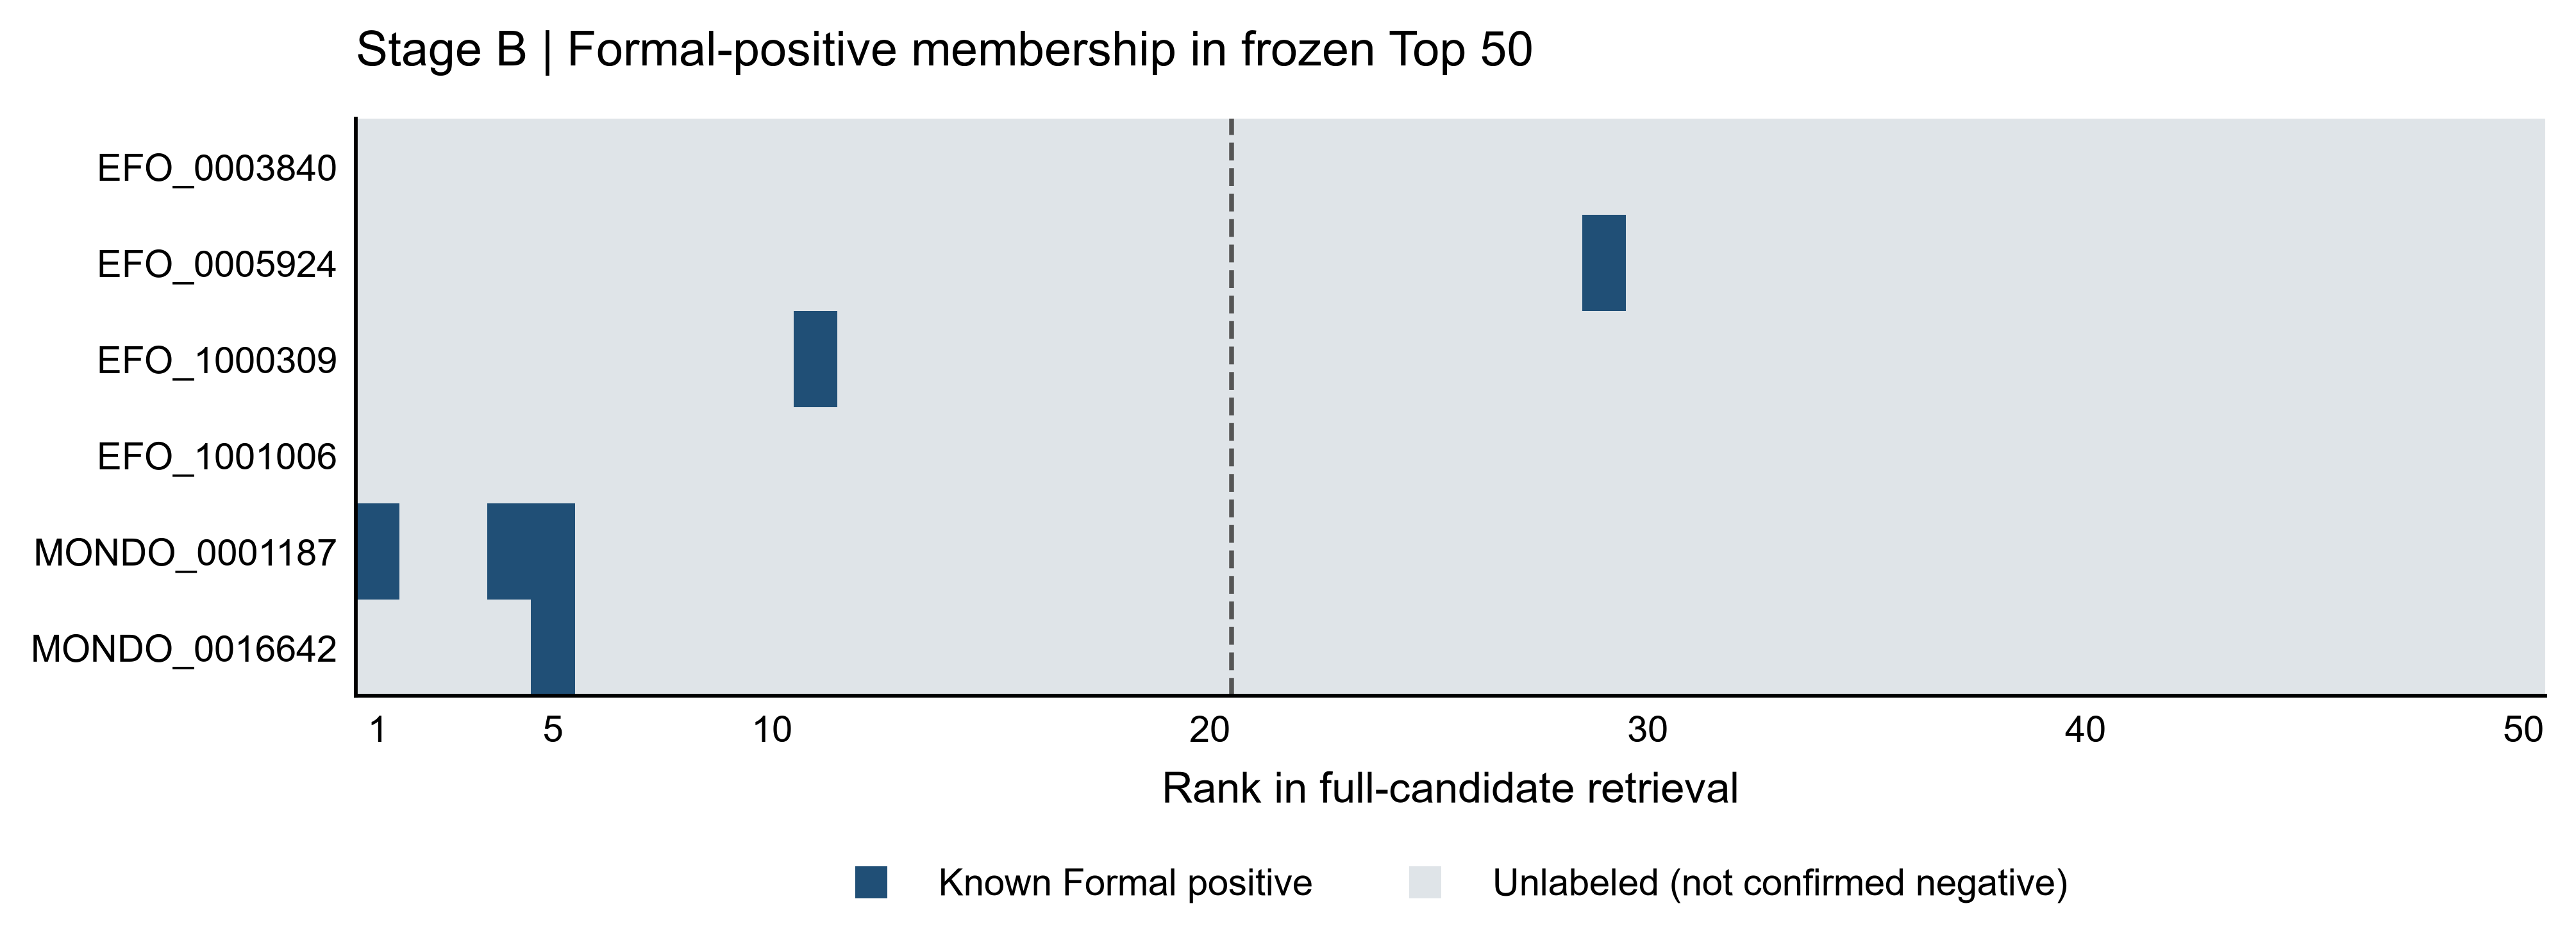 Stage B | Formal-positive membership in frozen Top 50
EFO_0003840
EFO_0005924
EFO_1000309
EFO_1001006
MONDO_0001187
MONDO_0016642
1 5 10 20 30 40 50
Rank in full-candidate retrieval
Known Formal positive Unlabeled (not confirmed negative)